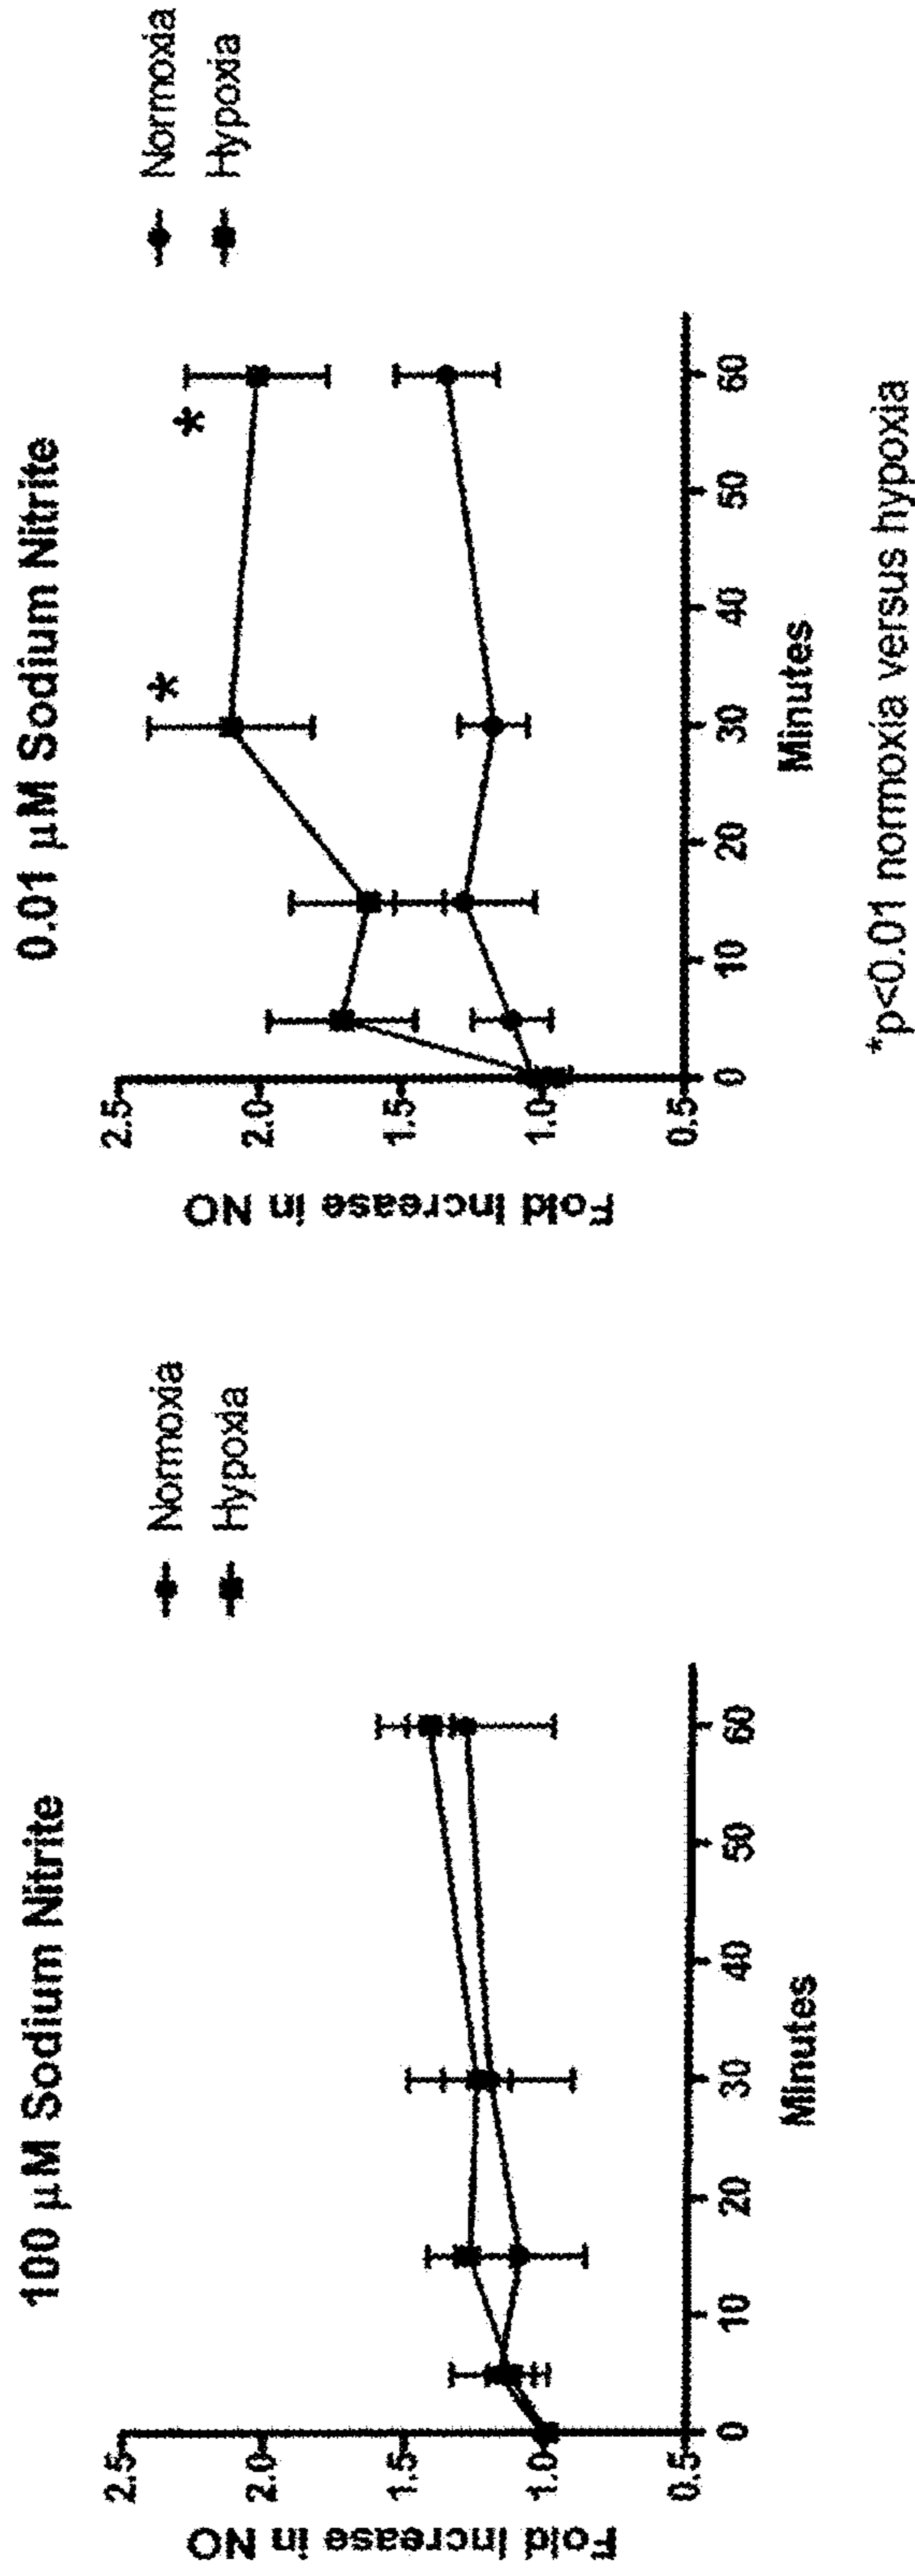 100 µM Sodium Nitrite
Normoxia
Hypoxia
Fold Increase in NO
2.5
2.0
1.5
1.0
0.5
0
10
20
30
40
50
60
Minutes
0.01 µM Sodium Nitrite
Normoxia
Hypoxia
*
*
Fold Increase in NO
2.5
2.0
1.5
1.0
0.5
0
10
20
30
40
50
60
Minutes
*p<0.01 normoxia versus hypoxia